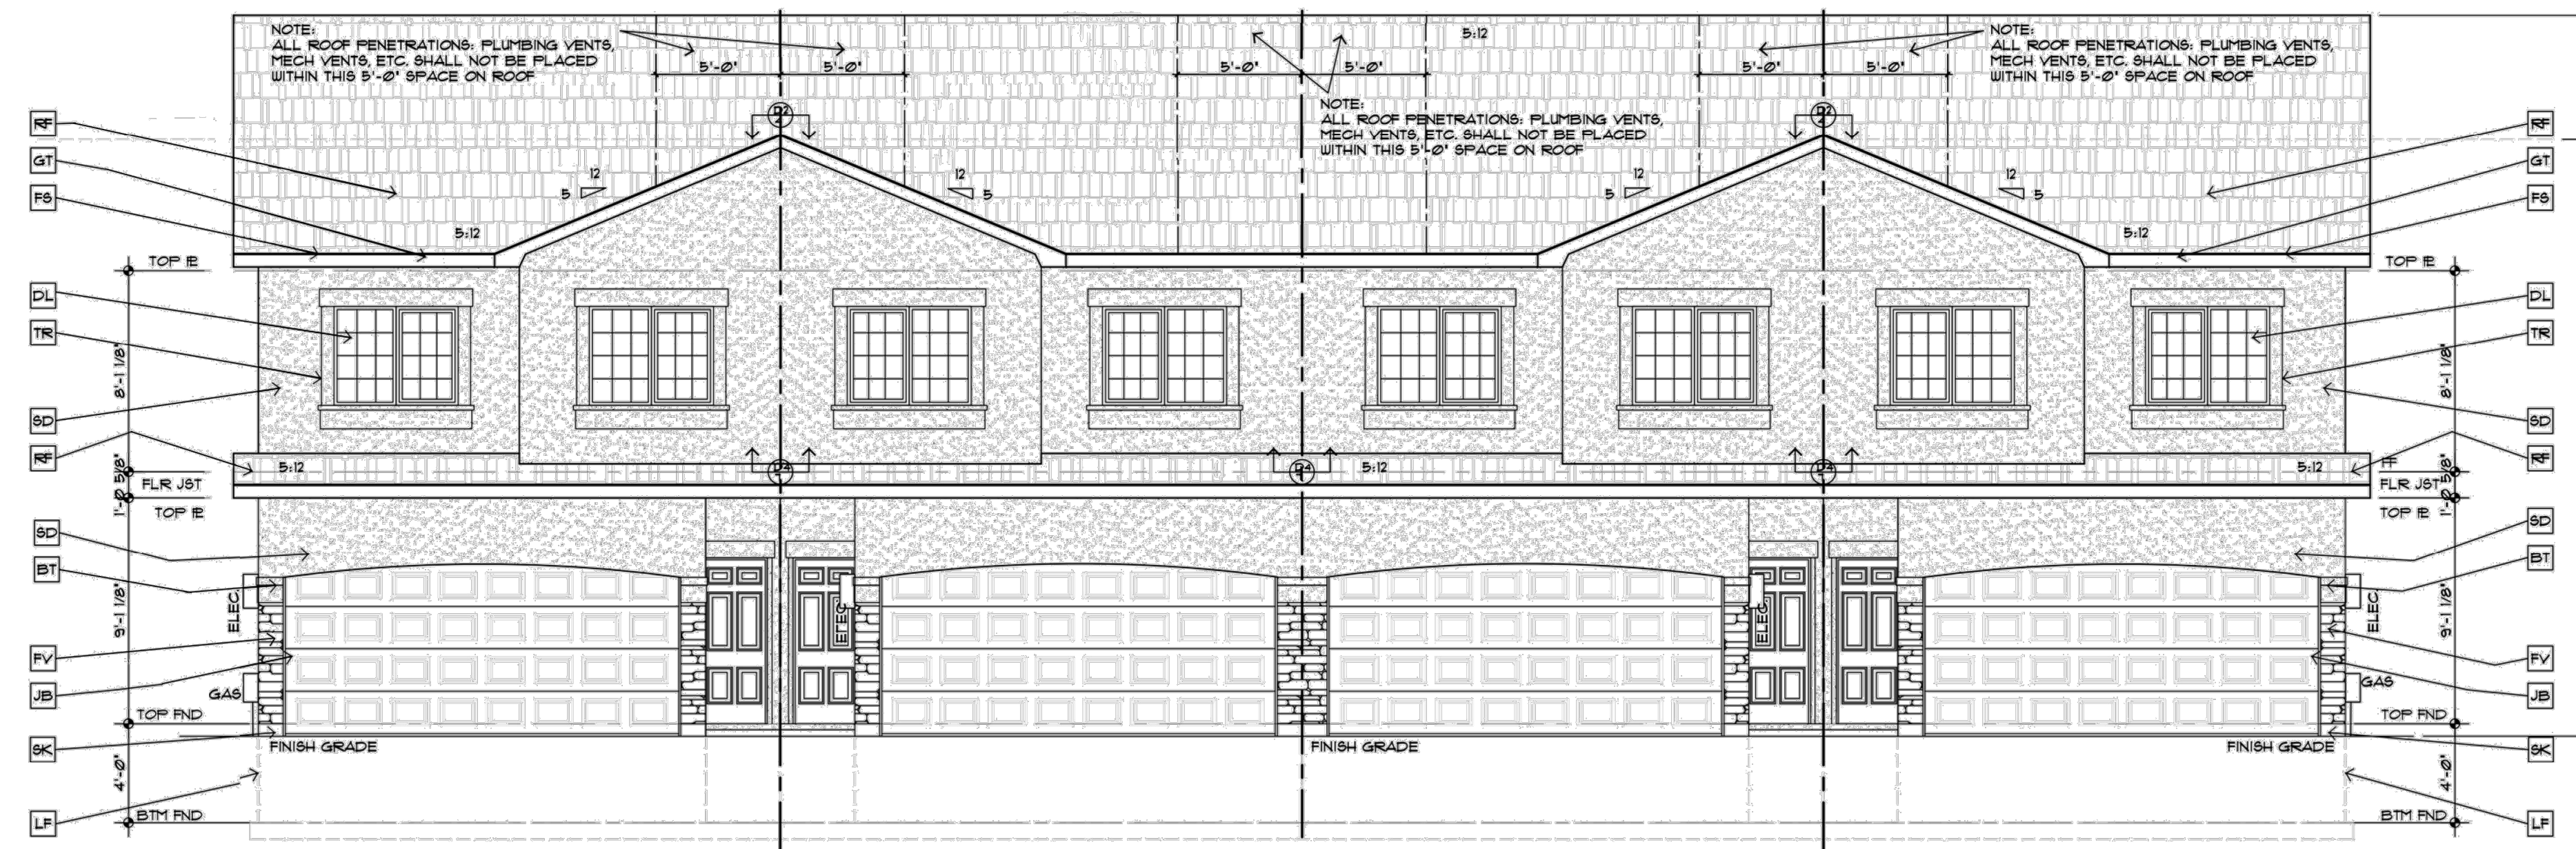 NOTE:
ALL ROOF PENETRATIONS: PLUMBING VENTS,
MECH VENTS, ETC. SHALL NOT BE PLACED
WITHIN THIS 5'-0" SPACE ON ROOF
5'-0"
5'-0"
5'-0"
5'-0"
5:12
NOTE:
ALL ROOF PENETRATIONS: PLUMBING VENTS,
MECH VENTS, ETC. SHALL NOT BE PLACED
WITHIN THIS 5'-0" SPACE ON ROOF
5'-0"
5'-0"
NOTE:
ALL ROOF PENETRATIONS: PLUMBING VENTS,
MECH VENTS, ETC. SHALL NOT BE PLACED
WITHIN THIS 5'-0" SPACE ON ROOF
D2
D2
RF
GT
FS
12
5
12
5
12
5
12
5
RF
GT
FS
5:12
5:12
TOP PL
TOP PL
DL
TR
SD
RF
8'-1 1/8"
8'-1 1/8"
DL
TR
SD
RF
5:12
D4
D4
5:12
D4
5:12
FF
1'-0 5/8"
FLR JST
TOP PL
FLR JST
TOP PL
1'-0 5/8"
SD
BT
FV
JB
SK
LF
9'-1 1/8"
ELEC.
GAS
ELEC.
ELEC.
ELEC.
GAS
9'-1 1/8"
SD
BT
FV
JB
SK
LF
TOP FND
TOP FND
FINISH GRADE
FINISH GRADE
FINISH GRADE
4'-0"
4'-0"
BTM FND
BTM FND